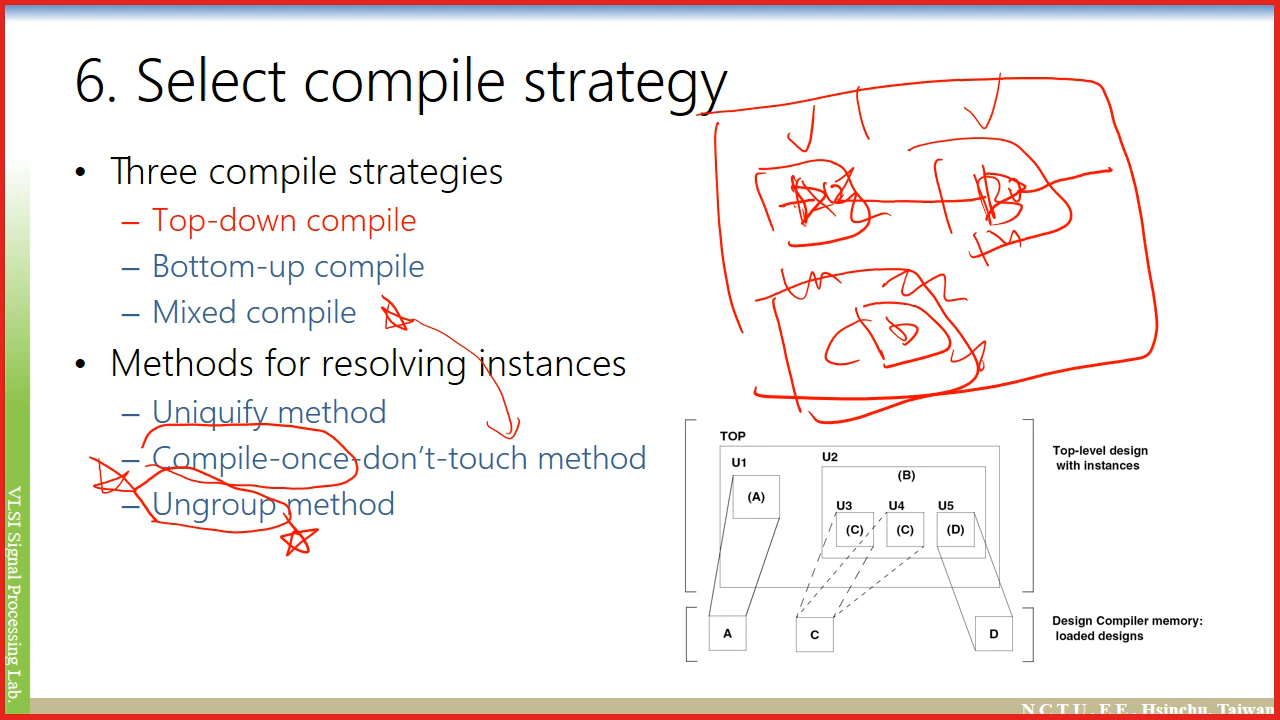 6. Select compile strategy
• Three compile strategies
– Top-down compile
– Bottom-up compile
– Mixed compile
• Methods for resolving instances
– Uniquify method
– Compile-once-don't-touch method
– Ungroup method
B
C D
TOP
U1
(A)
U2
(B)
U3 U4 U5
(C) (C) (D)
A C D
Top-level design
with instances
Design Compiler memory:
loaded designs
VLSI Signal Processing Lab.
N C T U . E E . Hsinchu, Taiwan